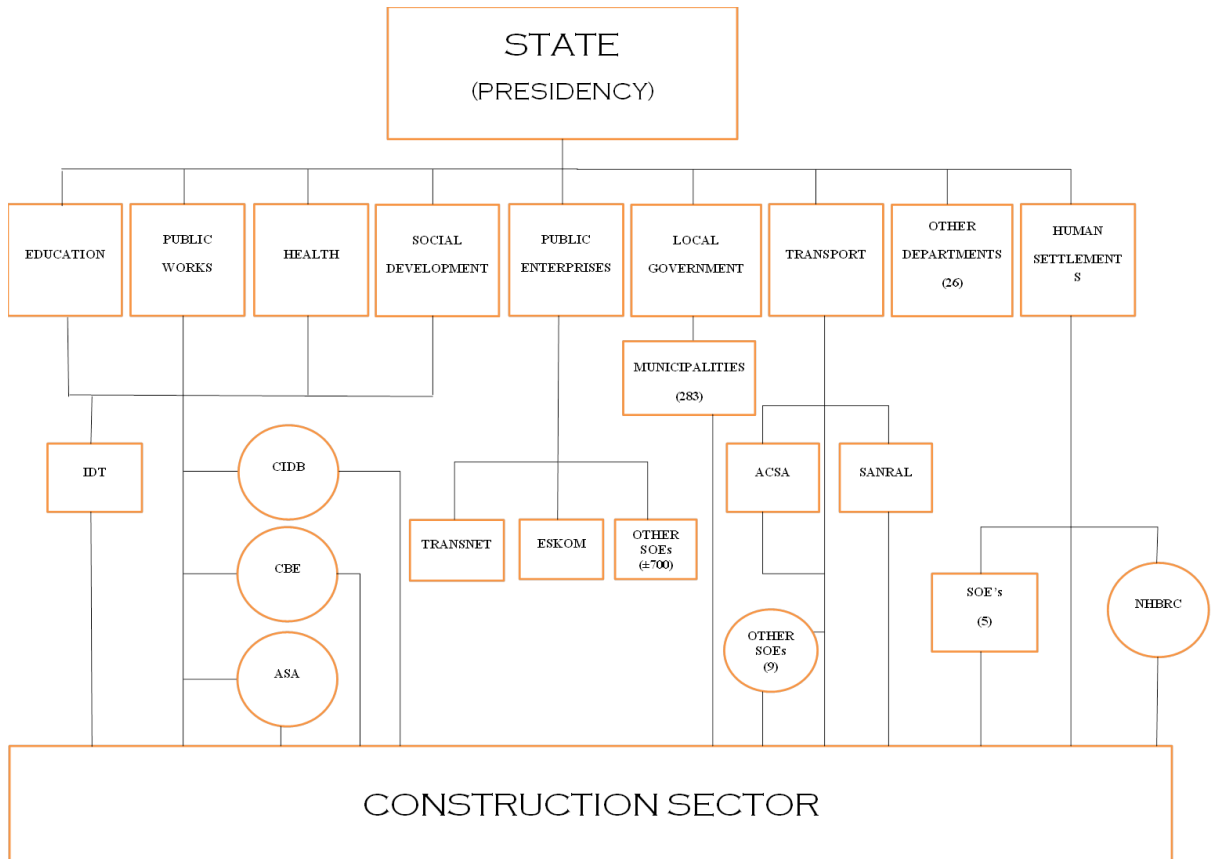 STATE
(PRESIDENCY)
EDUCATION
PUBLIC
WORKS
HEALTH
SOCIAL
DEVELOPMENT
PUBLIC
ENTERPRISES
LOCAL
GOVERNMENT
TRANSPORT
OTHER
DEPARTMENTS
(26)
HUMAN
SETTLEMENT
S
MUNICIPALITIES
(283)
IDT
CIDB
ACSA
SANRAL
TRANSNET
ESKOM
OTHER
SOEs
(±700)
CBE
SOE's
(5)
NHBRC
OTHER
SOEs
(9)
ASA
CONSTRUCTION SECTOR